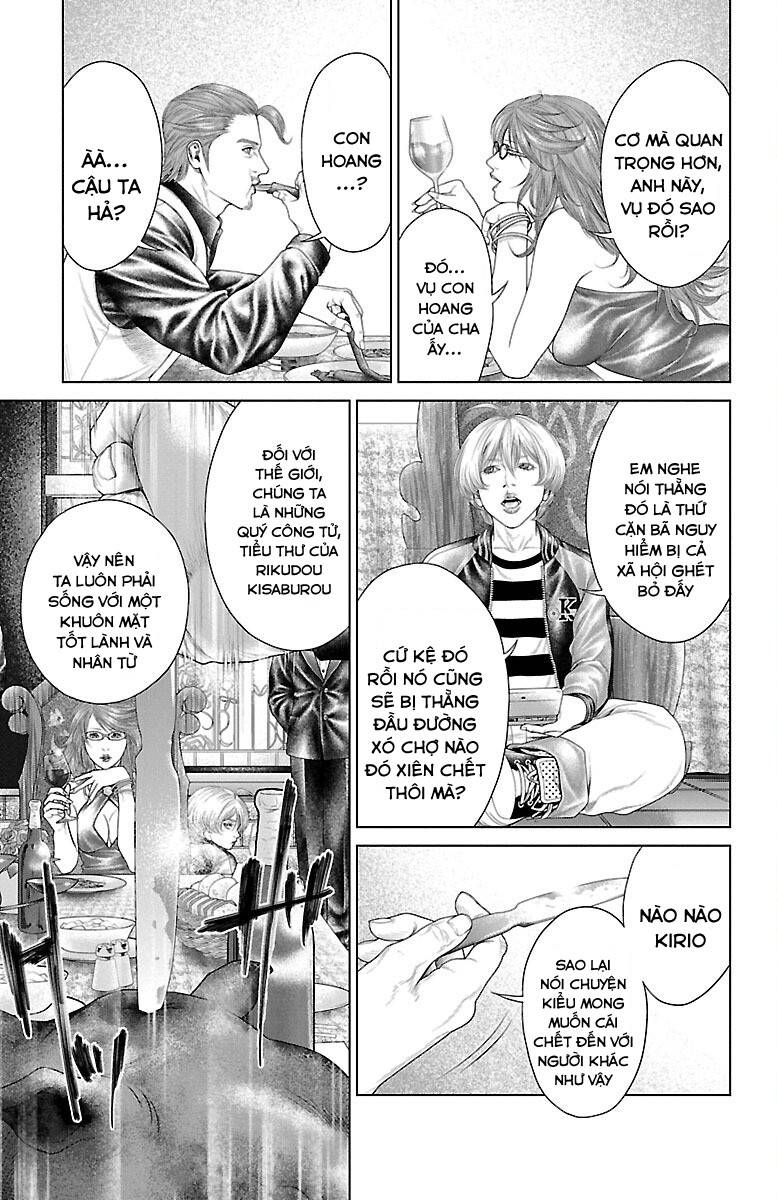 CƠ MÀ QUAN
TRỌNG HƠN,
ANH NÀY,
VỤ ĐÓ SAO
RỒI?
ĐÓ...
VỤ CON
HOANG
CỦA CHA
ẤY...
CON
HOANG
...?
ÀÀ...
CẬU TA
HẢ?
EM NGHE
NÓI THẰNG
ĐÓ LÀ THỨ
CẶN BÃ NGUY
HIỂM BỊ CẢ
XÃ HỘI GHÉT
BỎ ĐẤY
K
CỨ KỆ ĐÓ
RỒI NÓ CŨNG
SẼ BỊ THẰNG
ĐẦU ĐƯỜNG
XÓ CHỢ NÀO
ĐÓ XIÊN CHẾT
THÔI MÀ?
NÀO NÀO
KIRIO
SAO LẠI
NÓI CHUYỆN
KIỂU MONG
MUỐN CÁI
CHẾT ĐẾN VỚI
NGƯỜI KHÁC
NHƯ VẬY
ĐỐI VỚI
THẾ GIỚI,
CHÚNG TA
LÀ NHỮNG
QUÝ CÔNG TỬ,
TIỂU THƯ CỦA
RIKUDOU
KISABUROU
VẬY NÊN
TA LUÔN PHẢI
SỐNG VỚI MỘT
KHUÔN MẶT
TỐT LÀNH VÀ
NHÂN TỪ